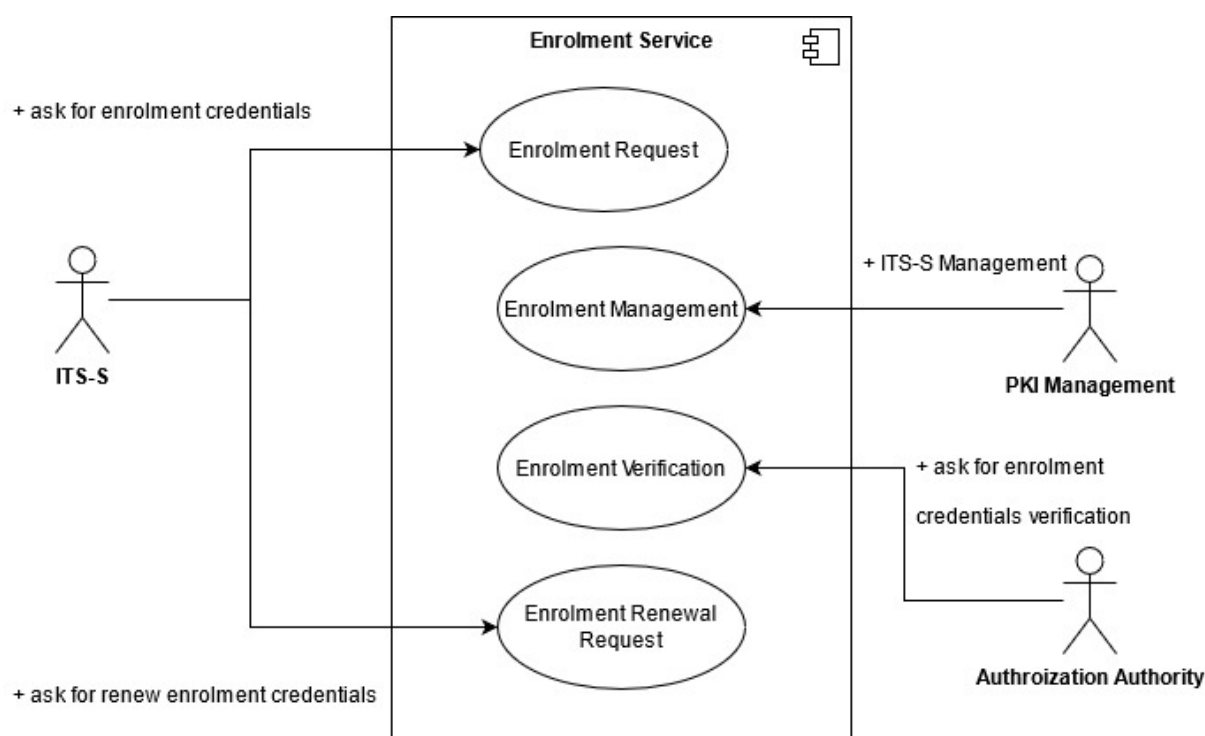 Enrolment Service
+ ask for enrolment credentials
Enrolment Request
+ ITS-S Management
Enrolment Management
ITS-S
PKI Management
Enrolment Verification
+ ask for enrolment
credentials verification
Enrolment Renewal
Request
Authroization Authority
+ ask for renew enrolment credentials